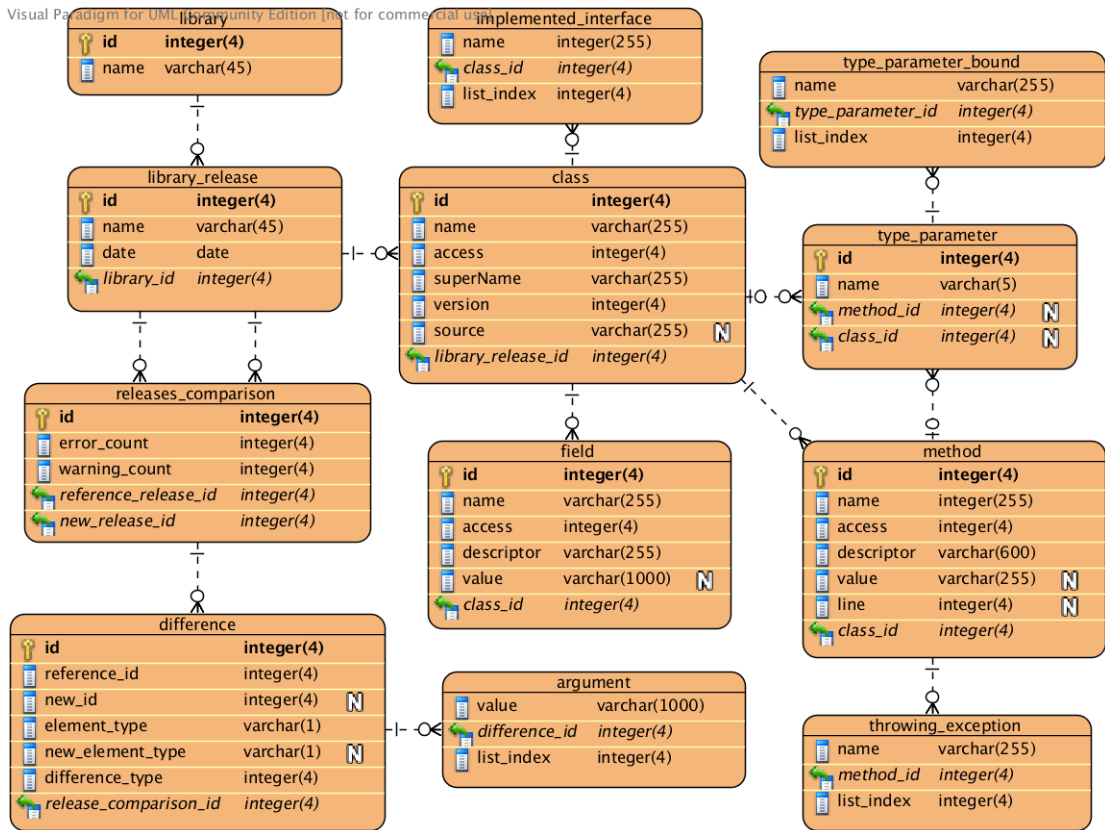 Visual Paradigm for UML Community Edition [not for commercial use]
library
id integer(4)
name varchar(45)
implemented_interface
name integer(255)
class_id integer(4)
list_index integer(4)
type_parameter_bound
name varchar(255)
type_parameter_id integer(4)
list_index integer(4)
library_release
id integer(4)
name varchar(45)
date date
library_id integer(4)
class
id integer(4)
name varchar(255)
access integer(4)
superName varchar(255)
version integer(4)
source varchar(255) N
library_release_id integer(4)
type_parameter
id integer(4)
name varchar(5)
method_id integer(4) N
class_id integer(4) N
releases_comparison
id integer(4)
error_count integer(4)
warning_count integer(4)
reference_release_id integer(4)
new_release_id integer(4)
field
id integer(4)
name varchar(255)
access integer(4)
descriptor varchar(255)
value varchar(1000) N
class_id integer(4)
method
id integer(4)
name integer(255)
access integer(4)
descriptor varchar(600)
value varchar(255) N
line integer(4) N
class_id integer(4)
difference
id integer(4)
reference_id integer(4)
new_id integer(4) N
element_type varchar(1)
new_element_type varchar(1) N
difference_type integer(4)
release_comparison_id integer(4)
argument
value varchar(1000)
difference_id integer(4)
list_index integer(4)
throwing_exception
name varchar(255)
method_id integer(4)
list_index integer(4)